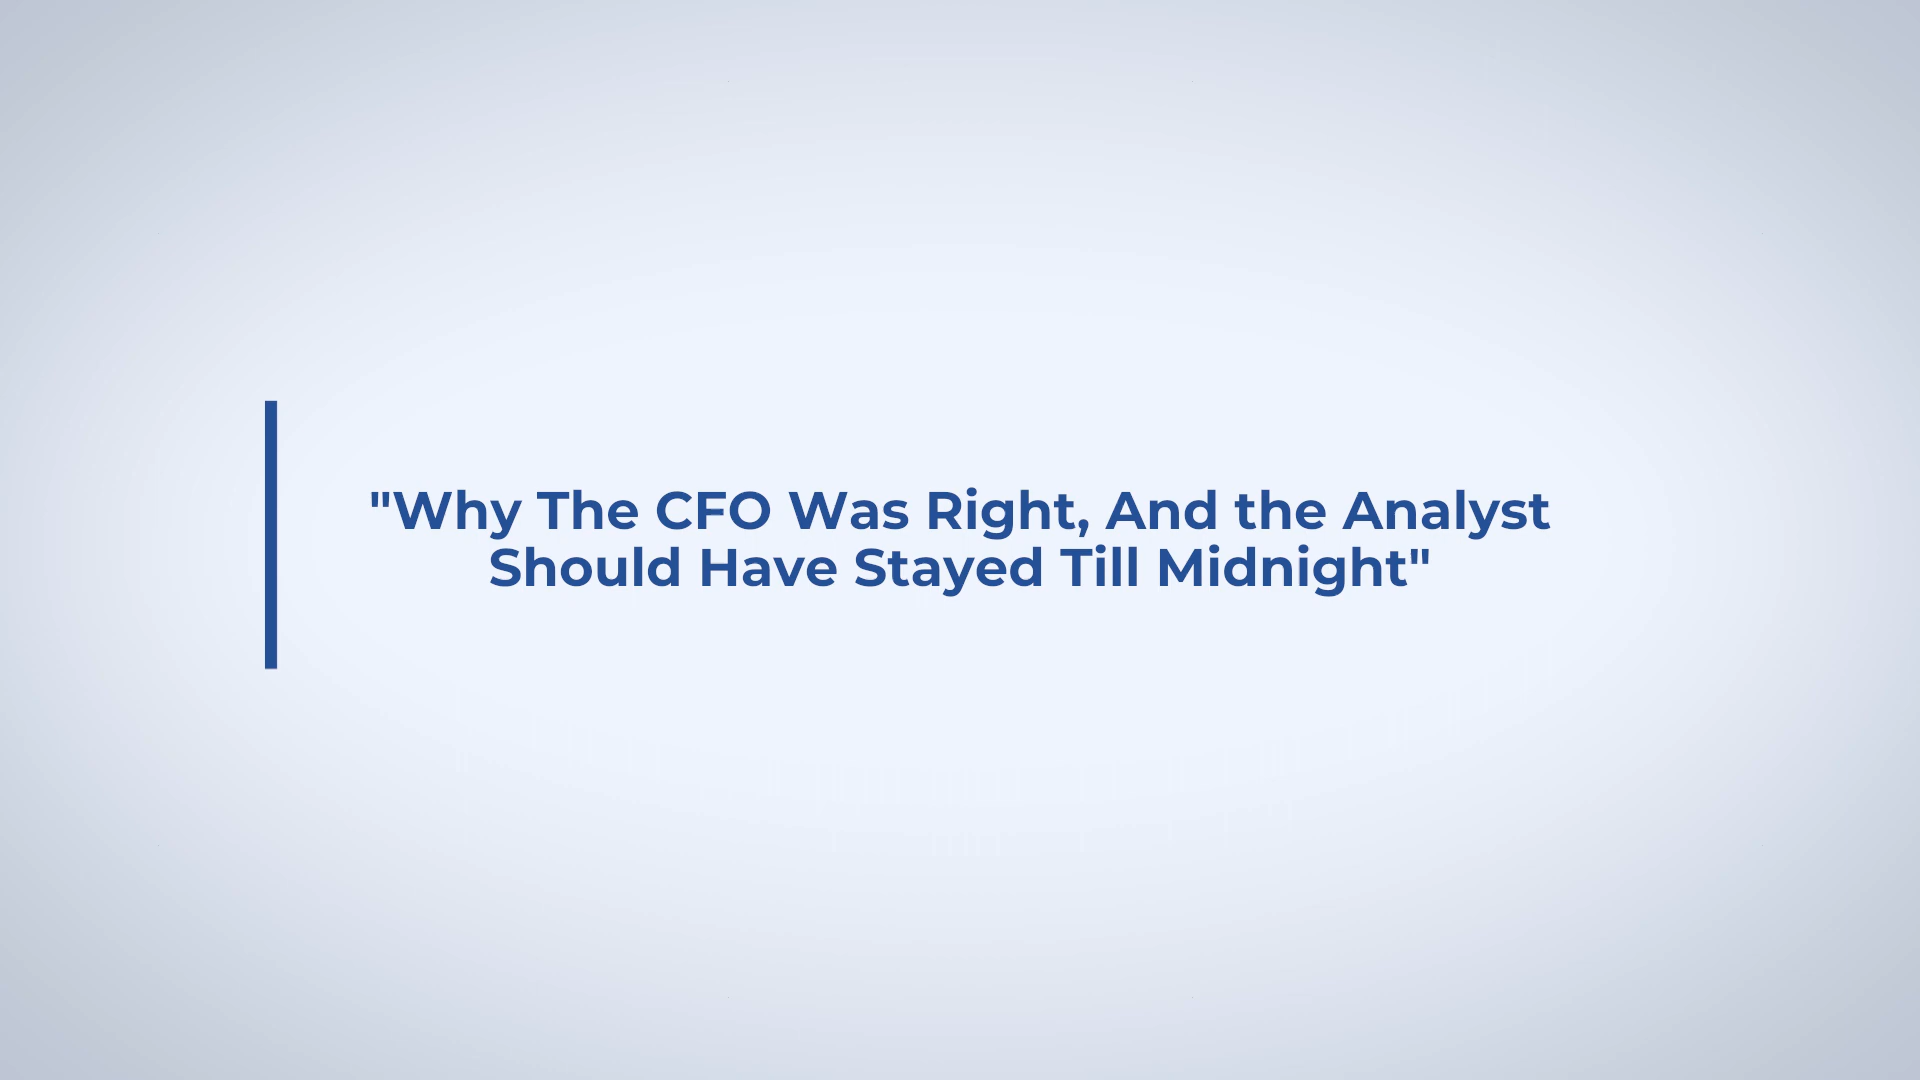 "Why The CFO Was Right, And the Analyst
Should Have Stayed Till Midnight"